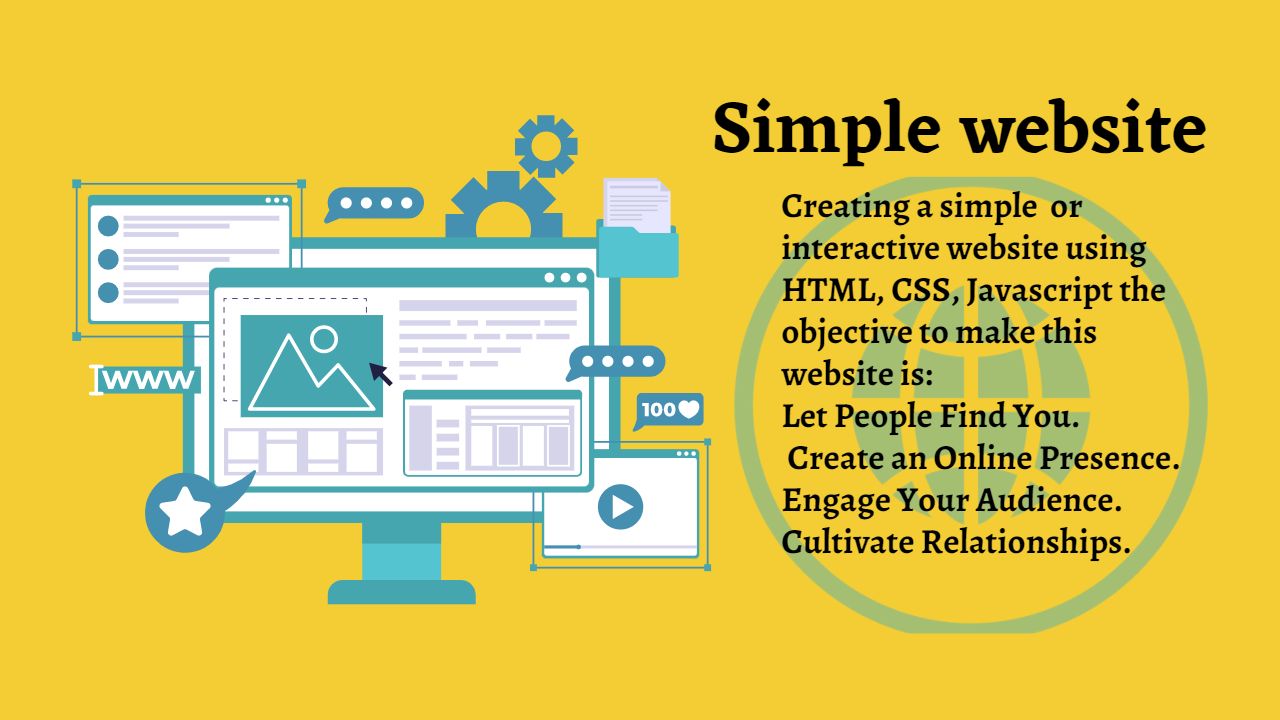 Simple website
Creating a simple  or
interactive website using
HTML, CSS, Javascript the
objective to make this
website is:
Let People Find You.
Create an Online Presence.
Engage Your Audience.
Cultivate Relationships.
WWW
100